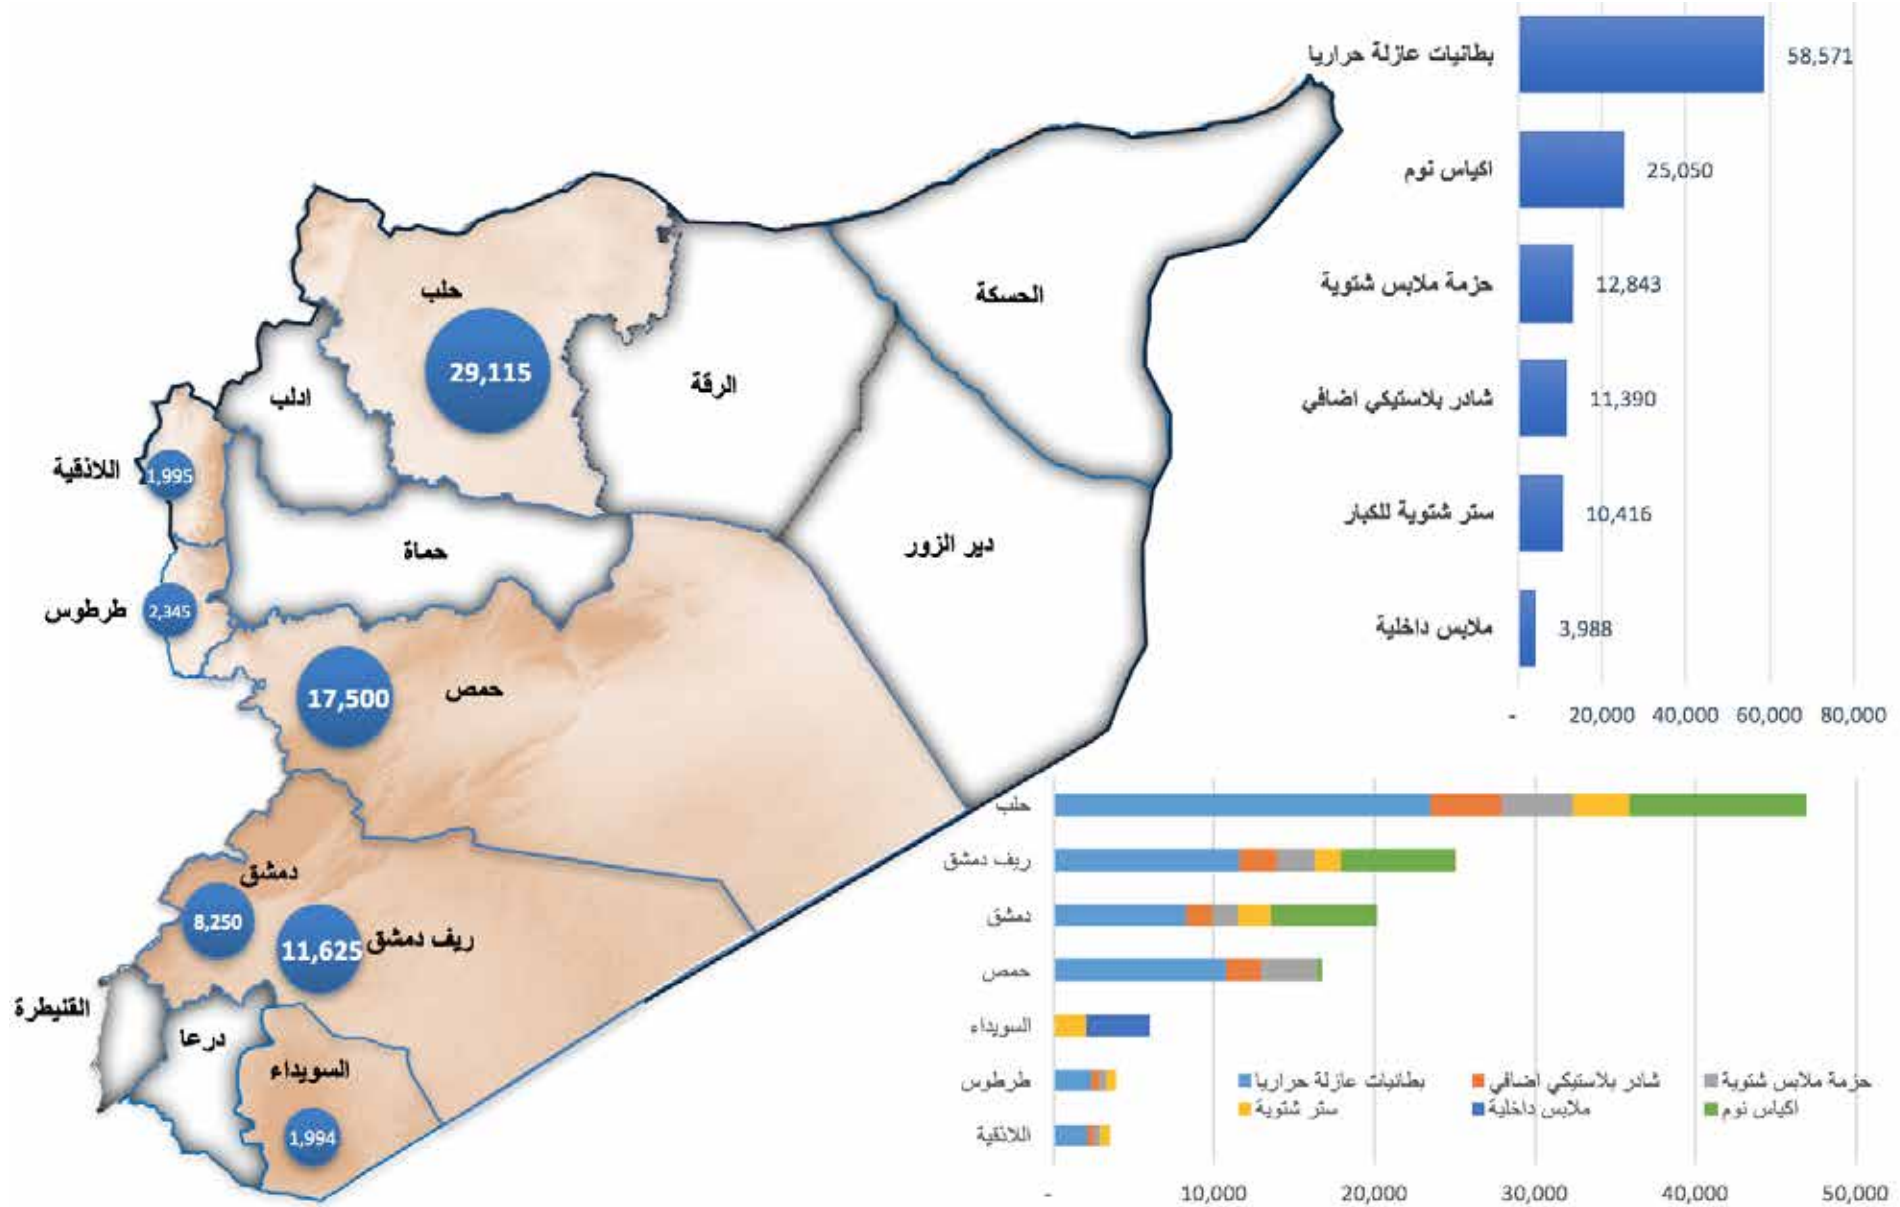 بطانيات عازلة حراريا
58,571
اكياس نوم
25,050
حزمة ملابس شتوية
12,843
شادر بلاستيكي اضافي
11,390
ستر شتوية للكبار
10,416
ملابس داخلية
3,988
- 20,000 40,000 60,000 80,000
حلب
29,115
الحسكة
الرقة
ادلب
اللاذقية
1,995
حماة
دير الزور
طرطوس
2,345
حمص
17,500
دمشق
8,250
ريف دمشق
11,625
القنيطرة
درعا
السويداء
1,994
حلب
ريف دمشق
دمشق
حمص
السويداء
طرطوس
اللاذقية
بطانيات عازلة حراريا
شادر بلاستيكي اضافي
حزمة ملابس شتوية
ستر شتوية
ملابس داخلية
اكياس نوم
- 10,000 20,000 30,000 40,000 50,000